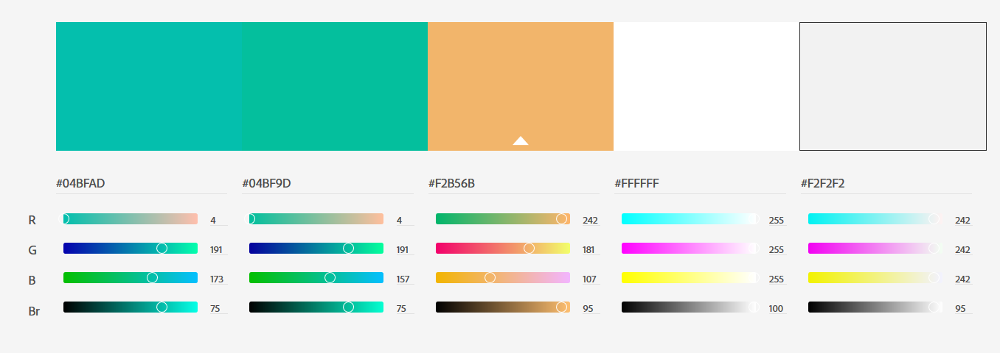 #04BFAD #04BF9D #F2B56B #FFFFFF #F2F2F2
R 4 4 242 255 242
G 191 191 181 255 242
B 173 157 107 255 242
Br 75 75 95 100 95